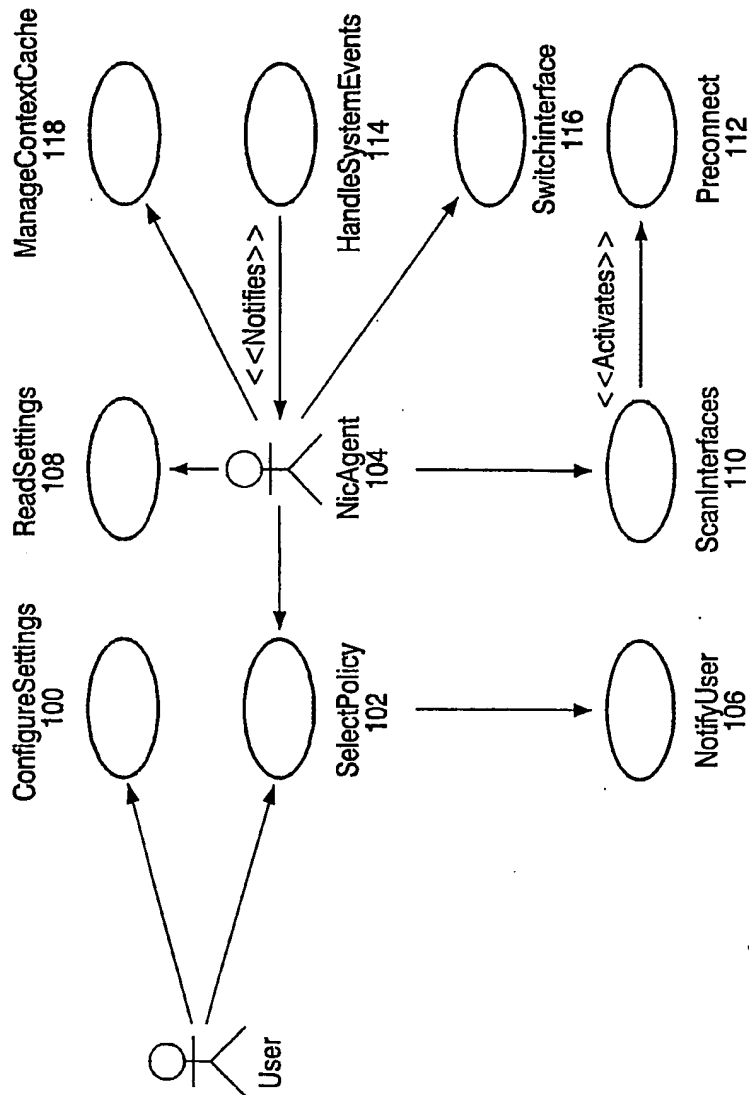 ConfigureSettings
100
ReadSettings
108
ManageContextCache
118
<<Notifies>>
User
SelectPolicy
102
NicAgent
104
HandleSystemEvents
114
Switchinterface
116
<<Activates>>
NotifyUser
106
ScanInterfaces
110
Preconnect
112